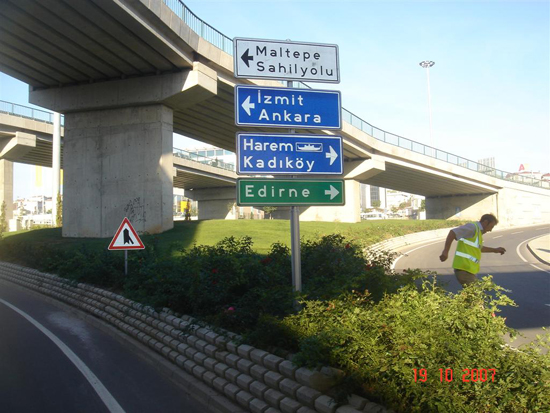 Maltepe
Sahilyolu
İzmit
Ankara
Harem
Kadıköy
Edirne
19 10 2007